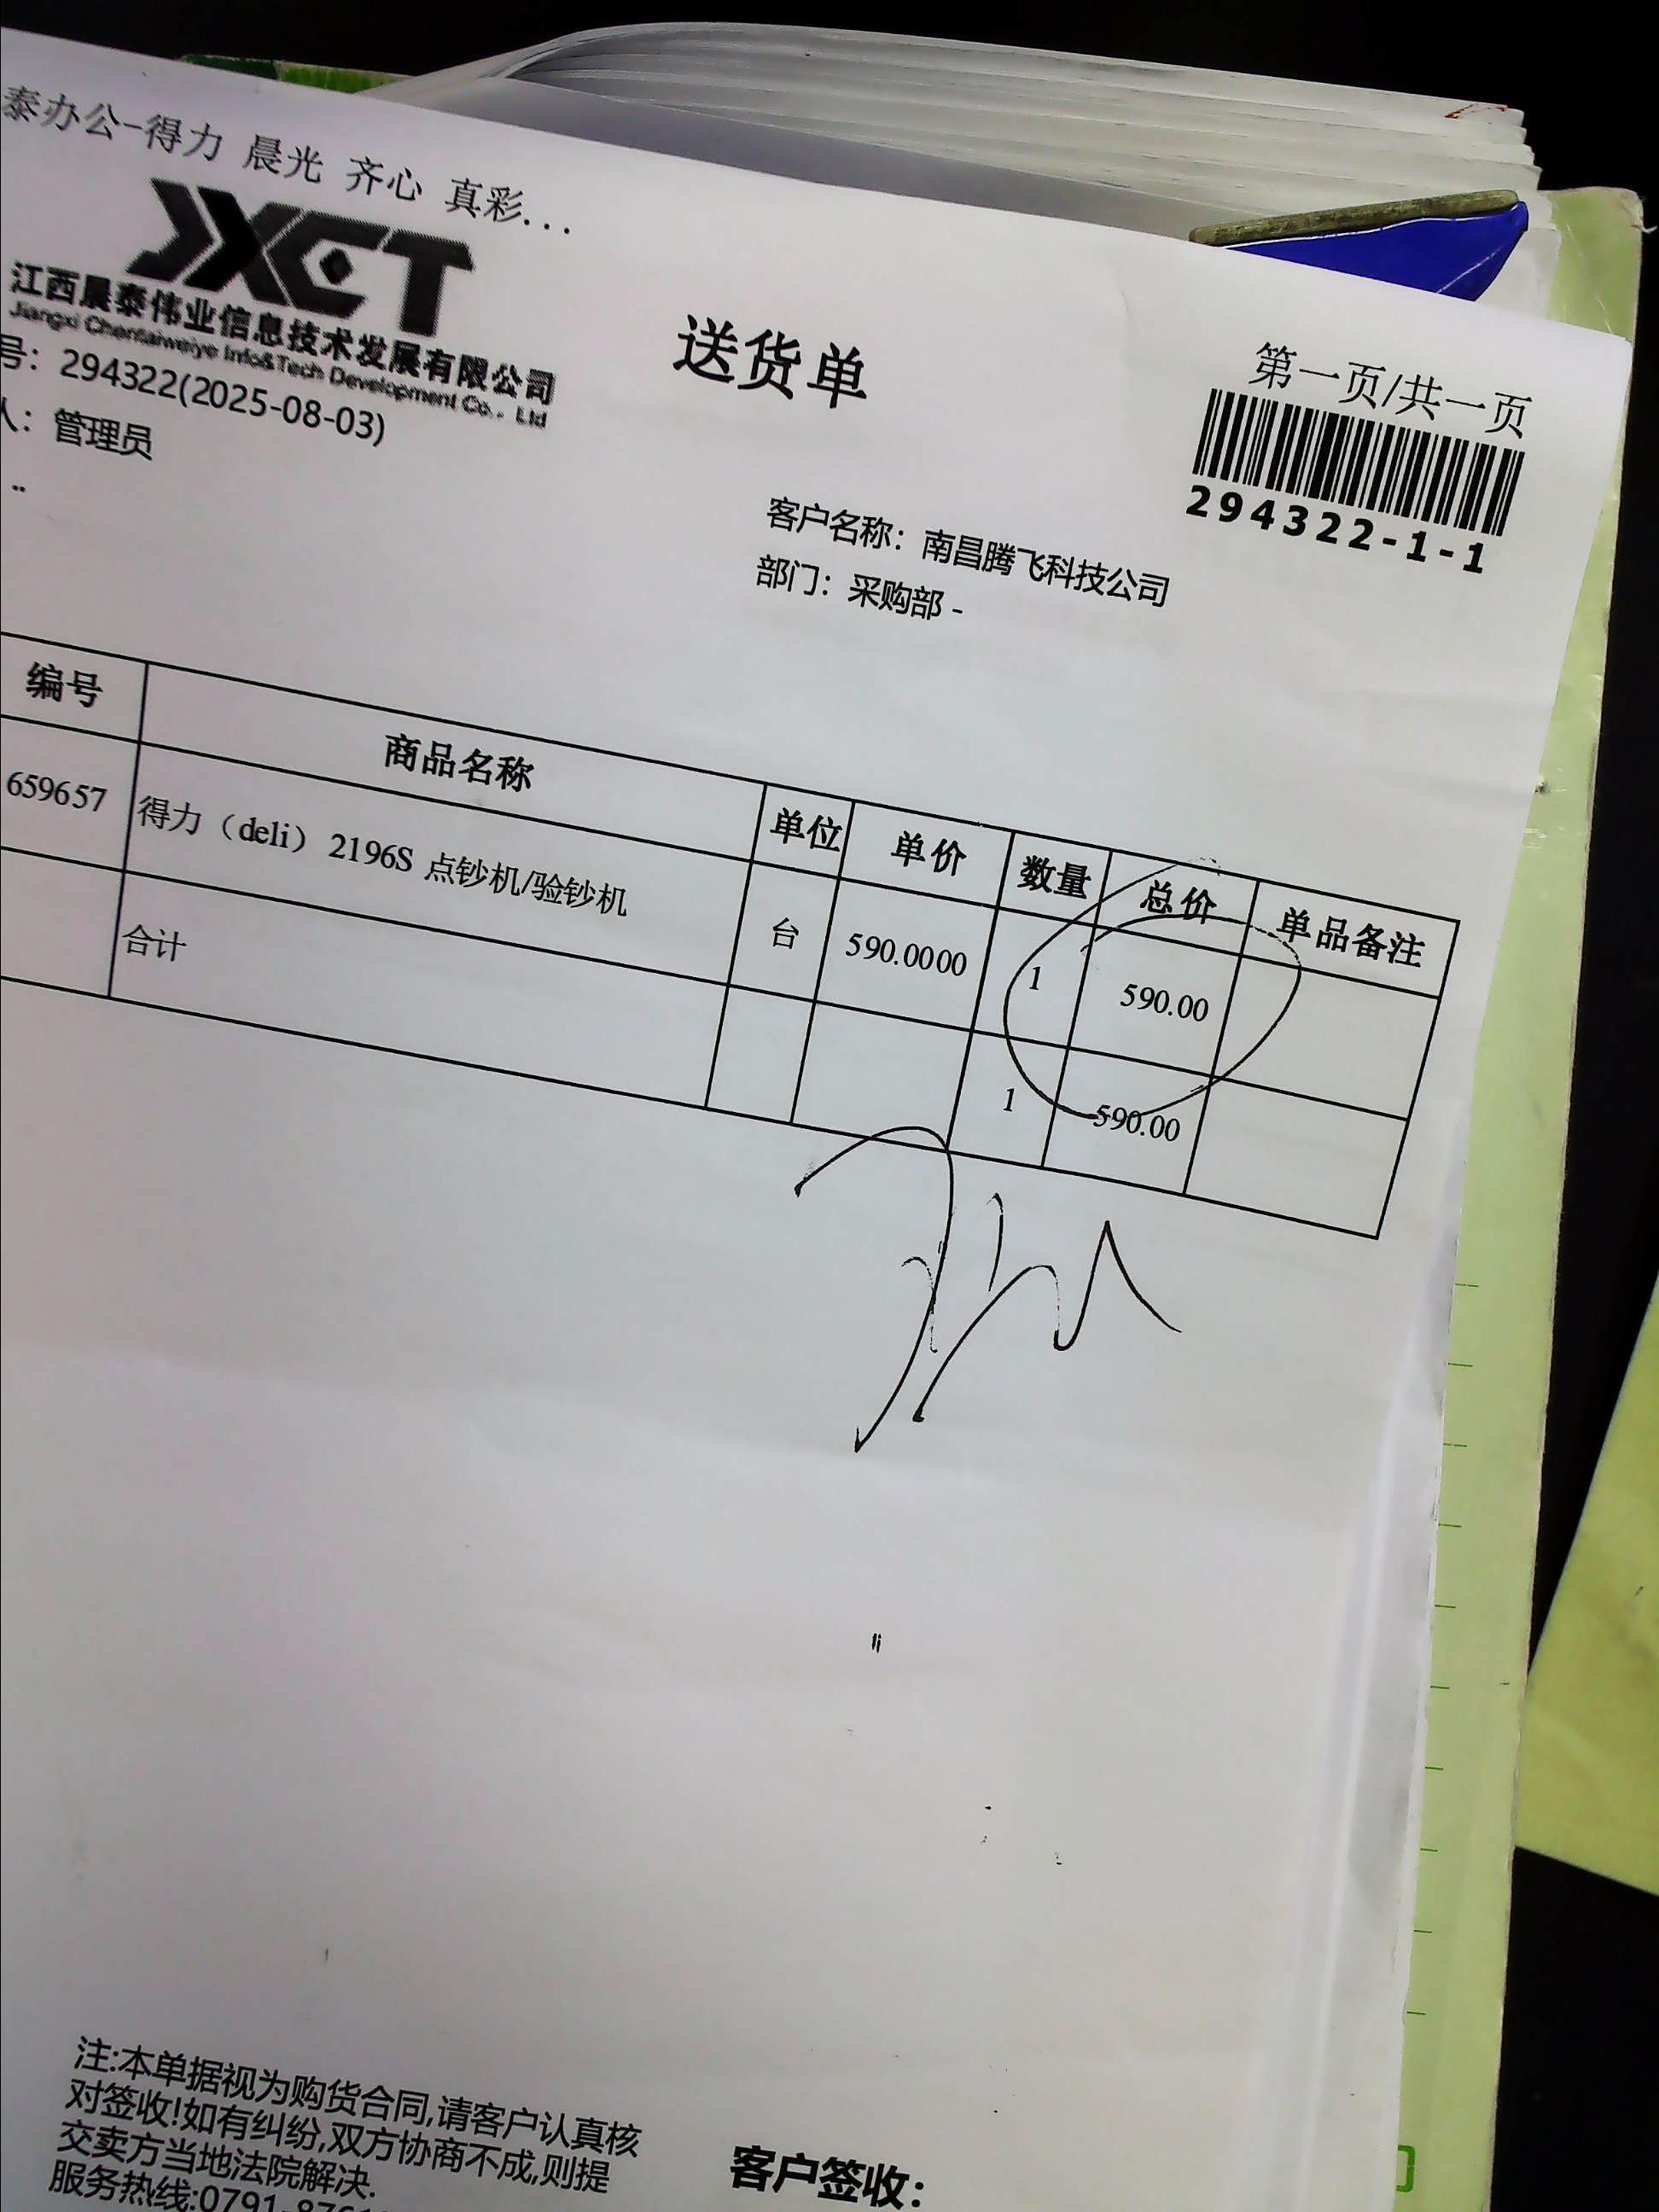 泰办公-得力 晨光 齐心 真彩...
JXCT
江西晨泰伟业信息技术发展有限公司
Jiangxi Chentaiweiye Info&Tech Development Co., Ltd
号：294322(2025-08-03)
人：管理员
..
送货单
第一页/共一页
294322-1-1
客户名称：南昌腾飞科技公司
部门：采购部 -
编号 商品名称 单位 单价 数量 总价 单品备注
659657 得力（deli）2196S 点钞机/验钞机 台 590.0000 1 590.00
合计 1 590.00
注:本单据视为购货合同,请客户认真核
对签收!如有纠纷,双方协商不成,则提
交卖方当地法院解决.
服务热线:0791-8761
客户签收：